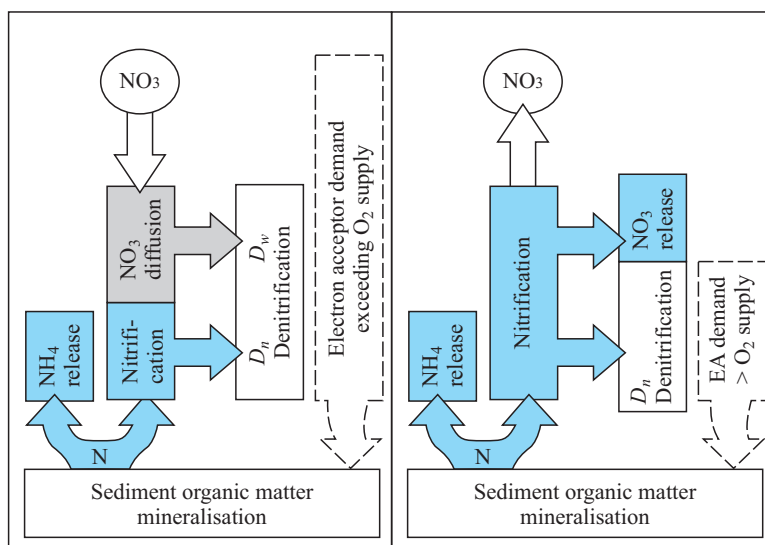 NO3
NO3
diffusion
Dw
Dn
Denitrification
Electron acceptor demand
exceeding O2 supply
NH4
release
Nitrifi-
cation
N
Sediment organic matter
mineralisation
NO3
Nitrification
NO3
release
Dn
Denitrification
EA demand
> O2 supply
NH4
release
N
Sediment organic matter
mineralisation